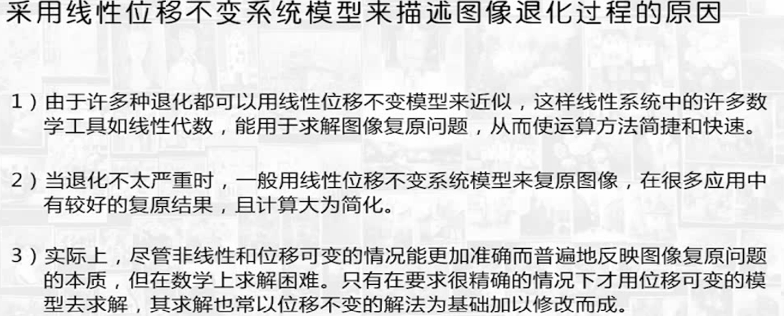 采用线性位移不变系统模型来描述图像退化过程的原因
1）由于许多种退化都可以用线性位移不变模型来近似，这样线性系统中的许多数
学工具如线性代数，能用于求解图像复原问题，从而使运算方法简捷和快速。
2）当退化不太严重时，一般用线性位移不变系统模型来复原图像，在很多应用中
有较好的复原结果，且计算大为简化。
3）实际上，尽管非线性和位移可变的情况能更加准确而普遍地反映图像复原问题
的本质，但在数学上求解困难。只有在要求很精确的情况下才用位移可变的模
型去求解，其求解也常以位移不变的解法为基础加以修改而成。